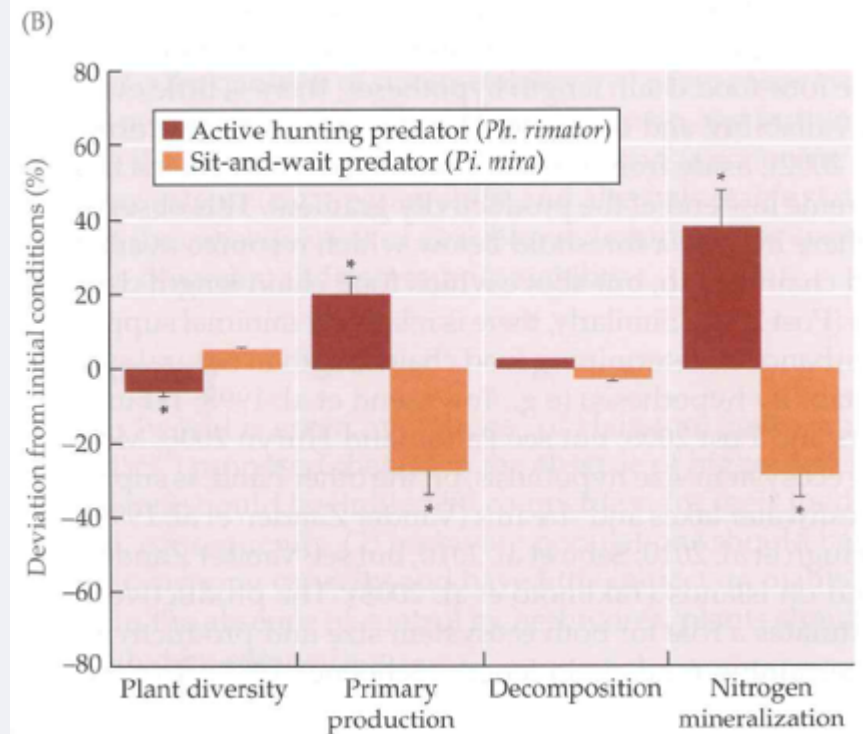 (B)
80
60
40
20
0
−20
−40
−60
−80
Deviation from initial conditions (%)
Active hunting predator (Ph. rimator)
Sit-and-wait predator (Pi. mira)
*
*
*
*
*
Plant diversity
Primary
production
Decomposition
Nitrogen
mineralization